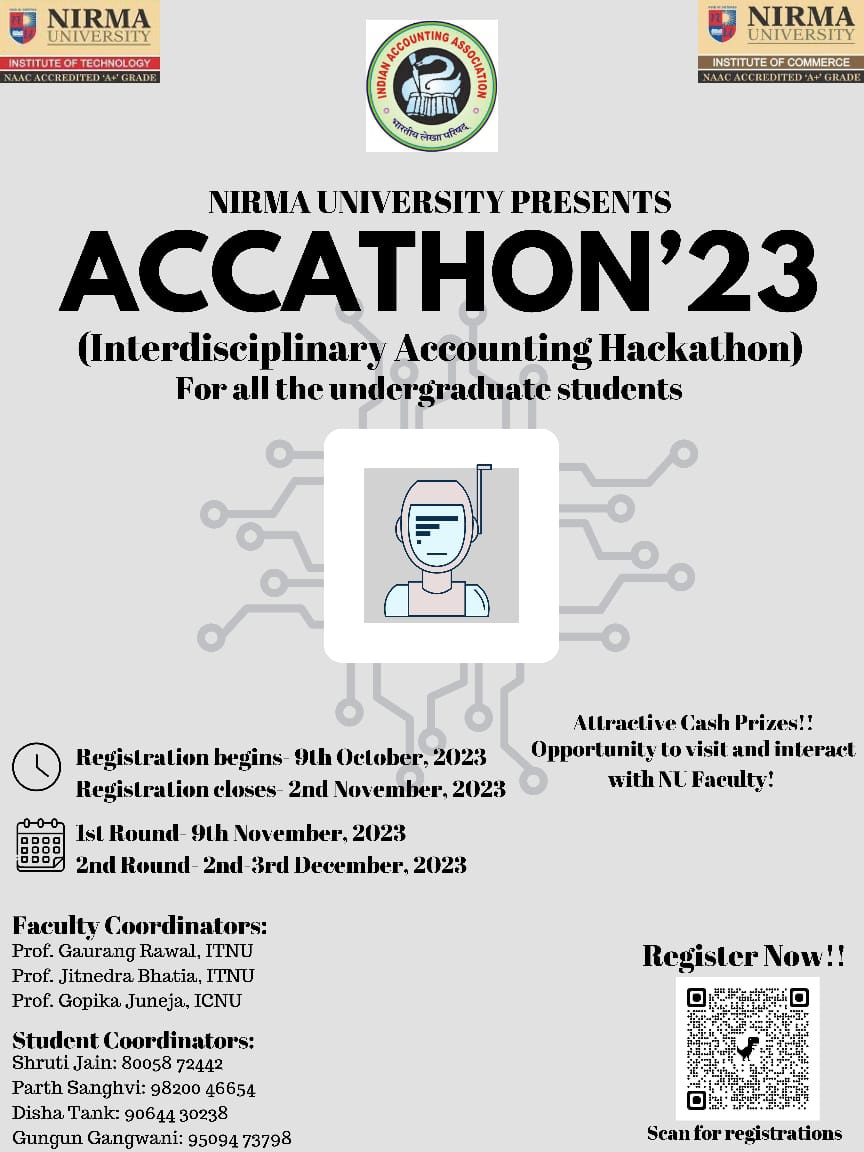 NIRMA
UNIVERSITY
INSTITUTE OF TECHNOLOGY
NAAC ACCREDITED 'A+' GRADE
INDIAN ACCOUNTING ASSOCIATION
भारतीय लेखा परिषद्
NIRMA
UNIVERSITY
INSTITUTE OF COMMERCE
NAAC ACCREDITED 'A+' GRADE
NIRMA UNIVERSITY PRESENTS
ACCATHON'23
(Interdisciplinary Accounting Hackathon)
For all the undergraduate students
Attractive Cash Prizes!!
Opportunity to visit and interact
with NU Faculty!
Registration begins- 9th October, 2023
Registration closes- 2nd November, 2023
1st Round- 9th November, 2023
2nd Round- 2nd-3rd December, 2023
Faculty Coordinators:
Prof. Gaurang Rawal, ITNU
Prof. Jitnedra Bhatia, ITNU
Prof. Gopika Juneja, ICNU
Student Coordinators:
Shruti Jain: 80058 72442
Parth Sanghvi: 98200 46654
Disha Tank: 90644 30238
Gungun Gangwani: 95094 73798
Register Now!!
Scan for registrations